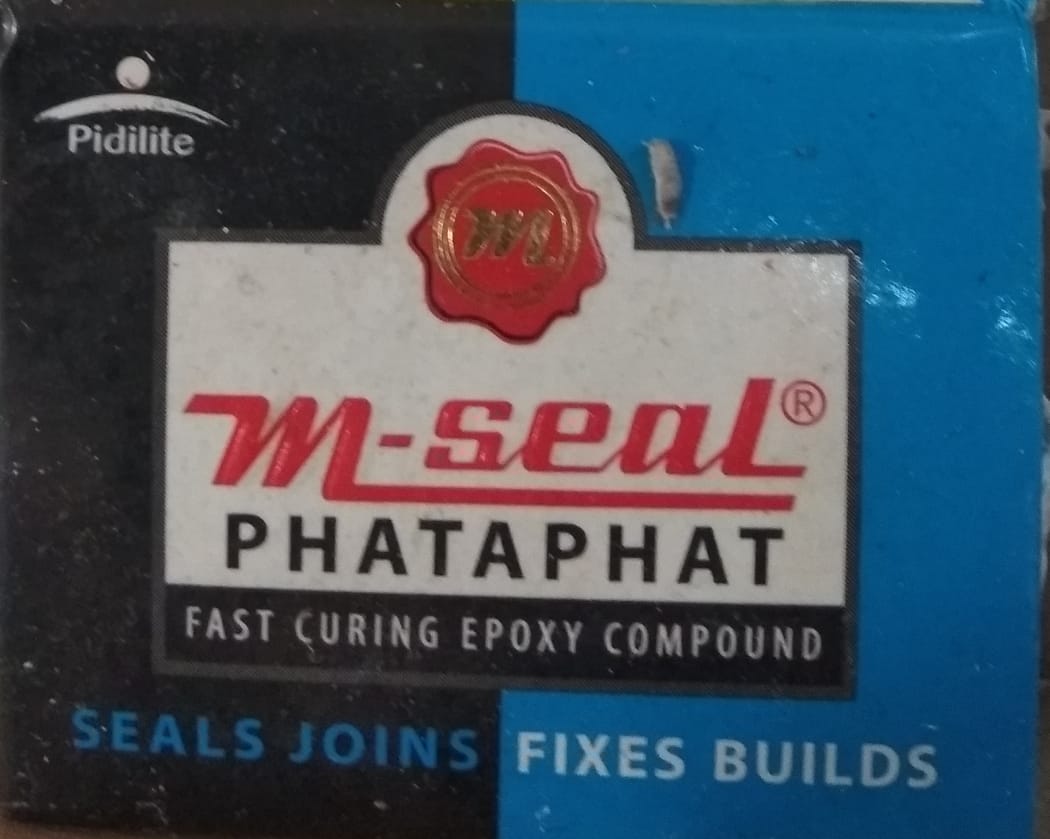 Pidilite
m
m-seal®
PHATAPHAT
FAST CURING EPOXY COMPOUND
SEALS JOINS FIXES BUILDS